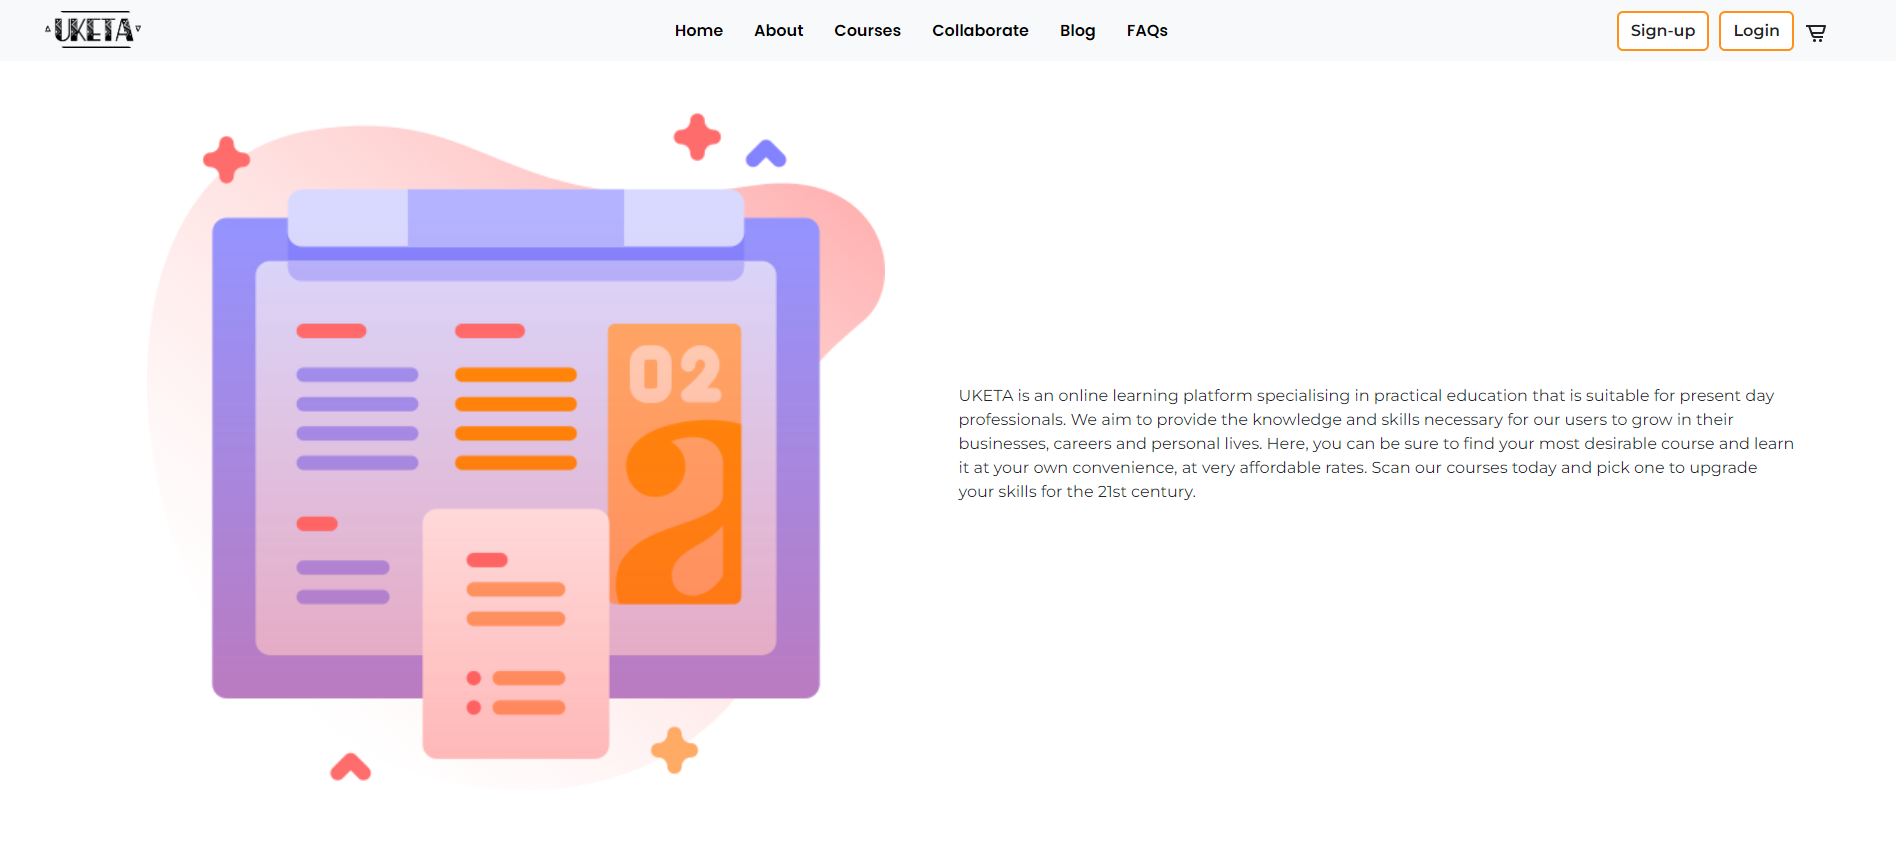 UKETA
Home About Courses Collaborate Blog FAQs
Sign-up Login
02
a
UKETA is an online learning platform specialising in practical education that is suitable for present day
professionals. We aim to provide the knowledge and skills necessary for our users to grow in their
businesses, careers and personal lives. Here, you can be sure to find your most desirable course and learn
it at your own convenience, at very affordable rates. Scan our courses today and pick one to upgrade
your skills for the 21st century.